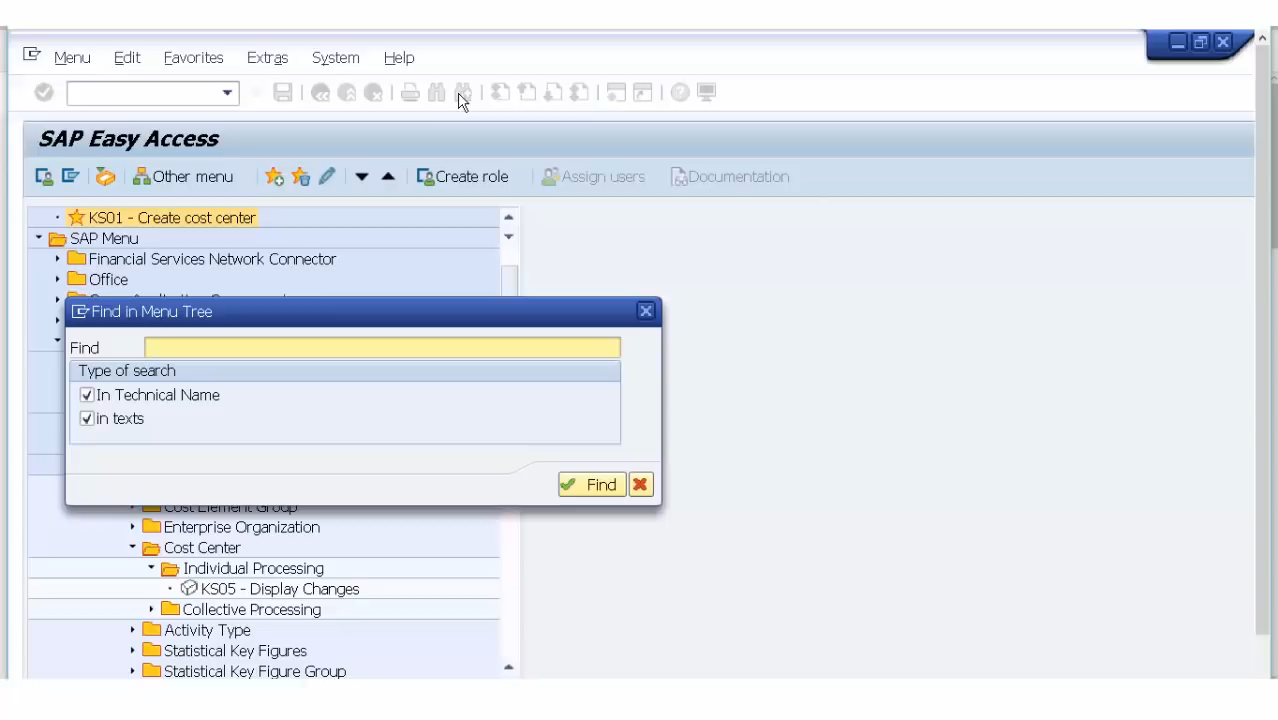 Menu Edit Favorites Extras System Help
SAP Easy Access
Other menu Create role Assign users Documentation
KS01 - Create cost center
SAP Menu
Financial Services Network Connector
Office
Find in Menu Tree
Find
Type of search
In Technical Name
in texts
Find
Cost Element Group
Enterprise Organization
Cost Center
Individual Processing
KS05 - Display Changes
Collective Processing
Activity Type
Statistical Key Figures
Statistical Key Figure Group